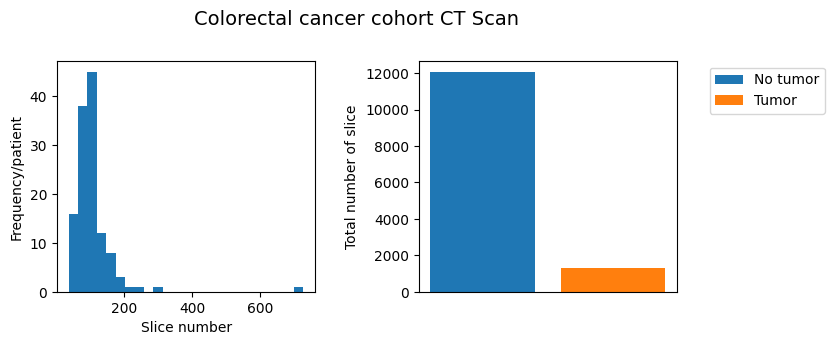 Colorectal cancer cohort CT Scan
Frequency/patient
40
30
20
10
0
200 400 600
Slice number
Total number of slice
12000
10000
8000
6000
4000
2000
0
No tumor
Tumor